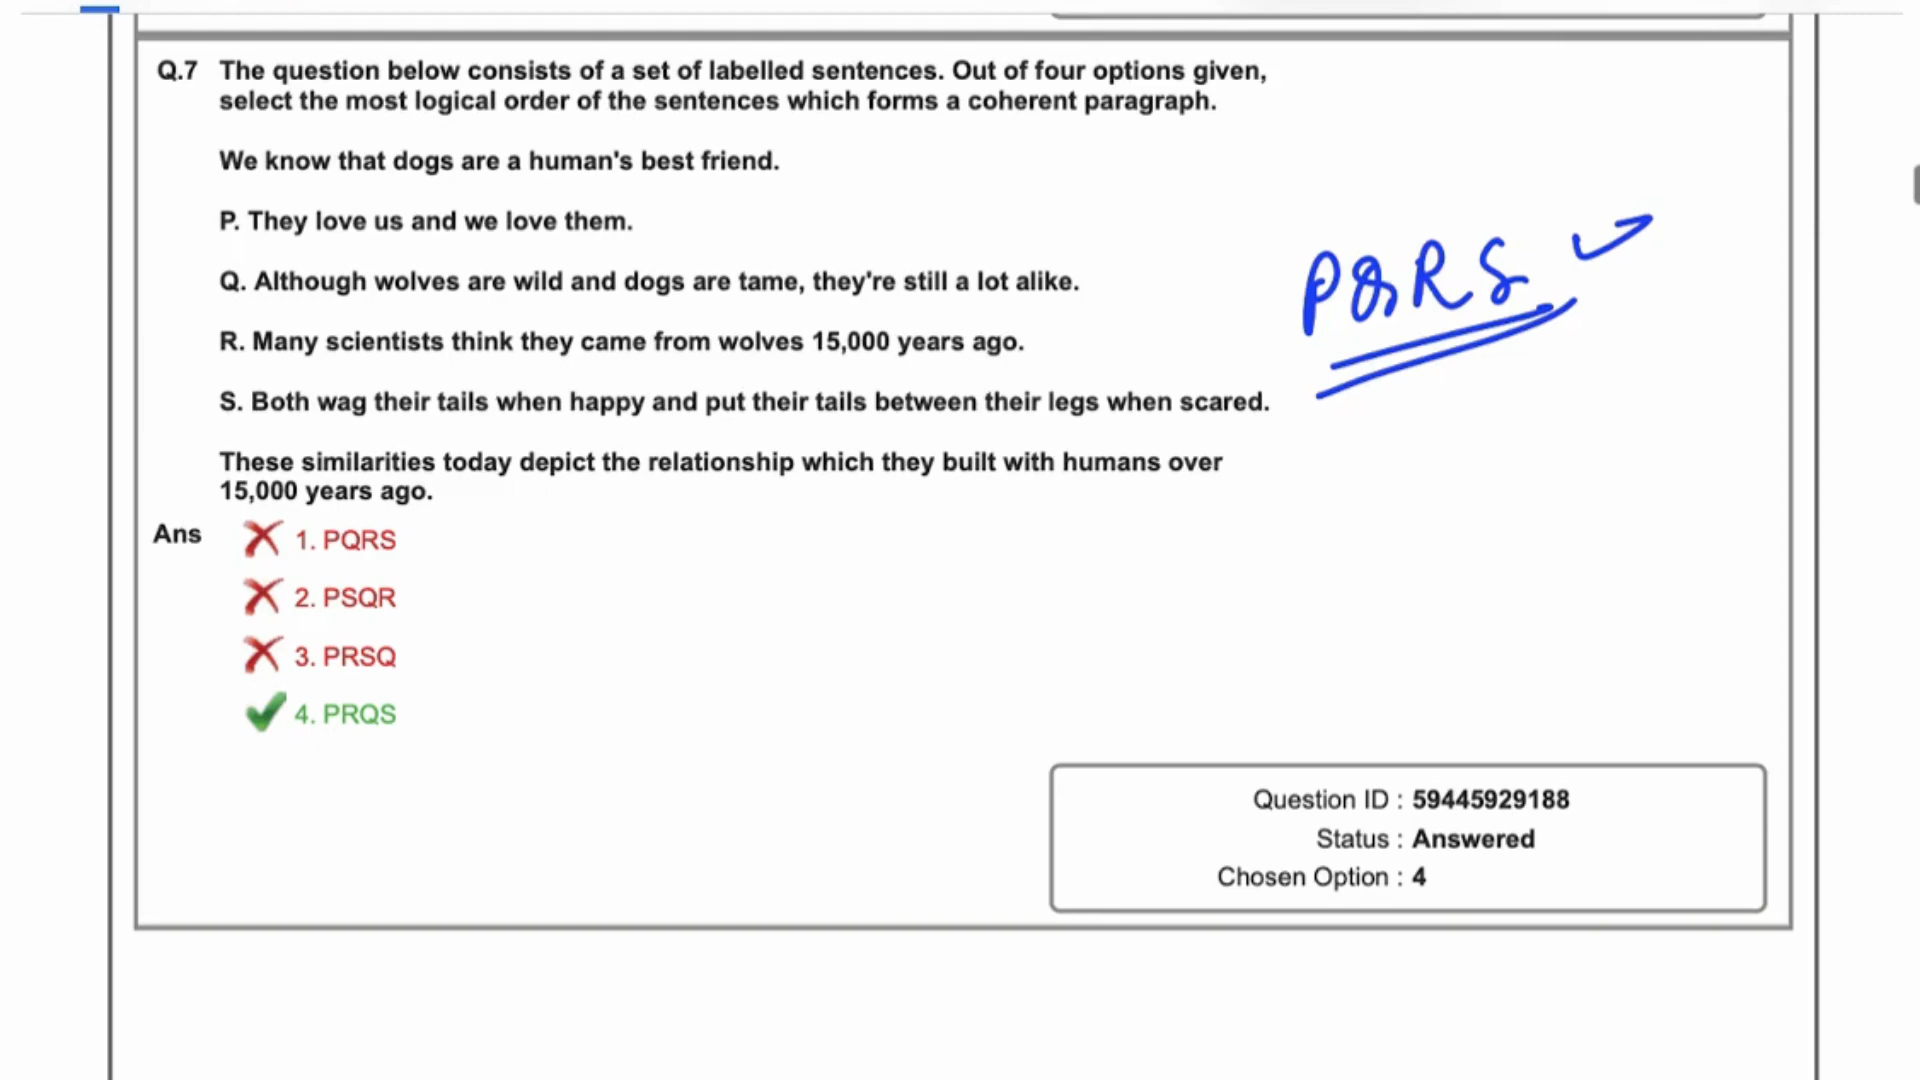 Q.7 The question below consists of a set of labelled sentences. Out of four options given,
select the most logical order of the sentences which forms a coherent paragraph.
We know that dogs are a human's best friend.
P. They love us and we love them.
Q. Although wolves are wild and dogs are tame, they're still a lot alike.
PQRS
R. Many scientists think they came from wolves 15,000 years ago.
S. Both wag their tails when happy and put their tails between their legs when scared.
These similarities today depict the relationship which they built with humans over
15,000 years ago.
Ans
1. PQRS
2. PSQR
3. PRSQ
4. PRQS
Question ID : 59445929188
Status : Answered
Chosen Option : 4